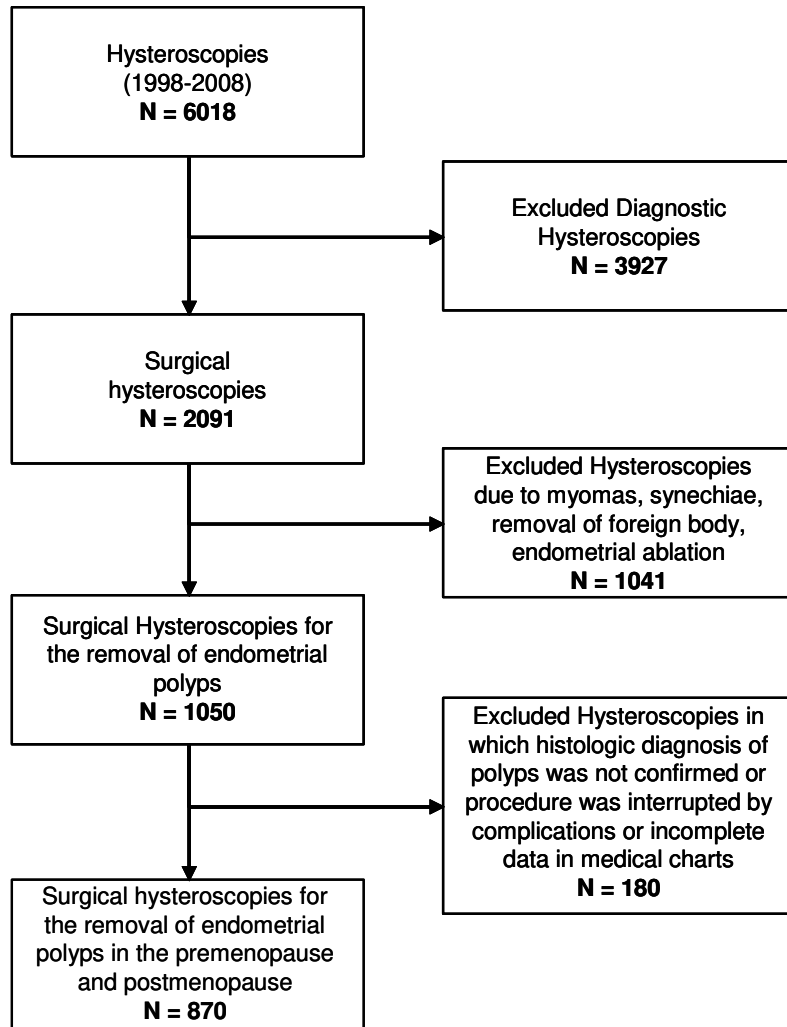 Hysteroscopies
(1998-2008)
N = 6018
Excluded Diagnostic
Hysteroscopies
N = 3927
Surgical
hysteroscopies
N = 2091
Excluded Hysteroscopies
due to myomas, synechiae,
removal of foreign body,
endometrial ablation
N = 1041
Surgical Hysteroscopies for
the removal of endometrial
polyps
N = 1050
Excluded Hysteroscopies in
which histologic diagnosis of
polyps was not confirmed or
procedure was interrupted by
complications or incomplete
data in medical charts
N = 180
Surgical hysteroscopies for
the removal of endometrial
polyps in the premenopause
and postmenopause
N = 870